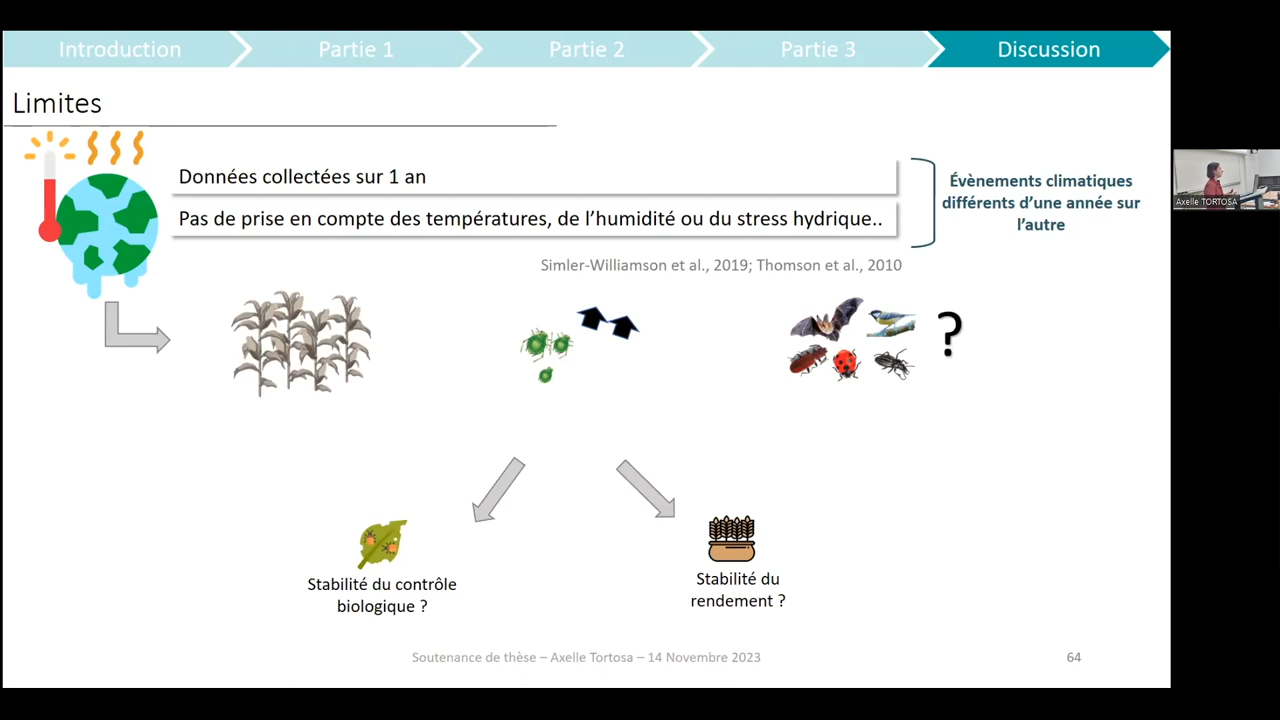 Introduction
Partie 1
Partie 2
Partie 3
Discussion
Limites
Données collectées sur 1 an
Pas de prise en compte des températures, de l’humidité ou du stress hydrique..
Évènements climatiques
différents d’une année sur
l’autre
Simler-Williamson et al., 2019; Thomson et al., 2010
?
Stabilité du contrôle
biologique ?
Stabilité du
rendement ?
Soutenance de thèse – Axelle Tortosa – 14 Novembre 2023
64
Axelle TORTOSA